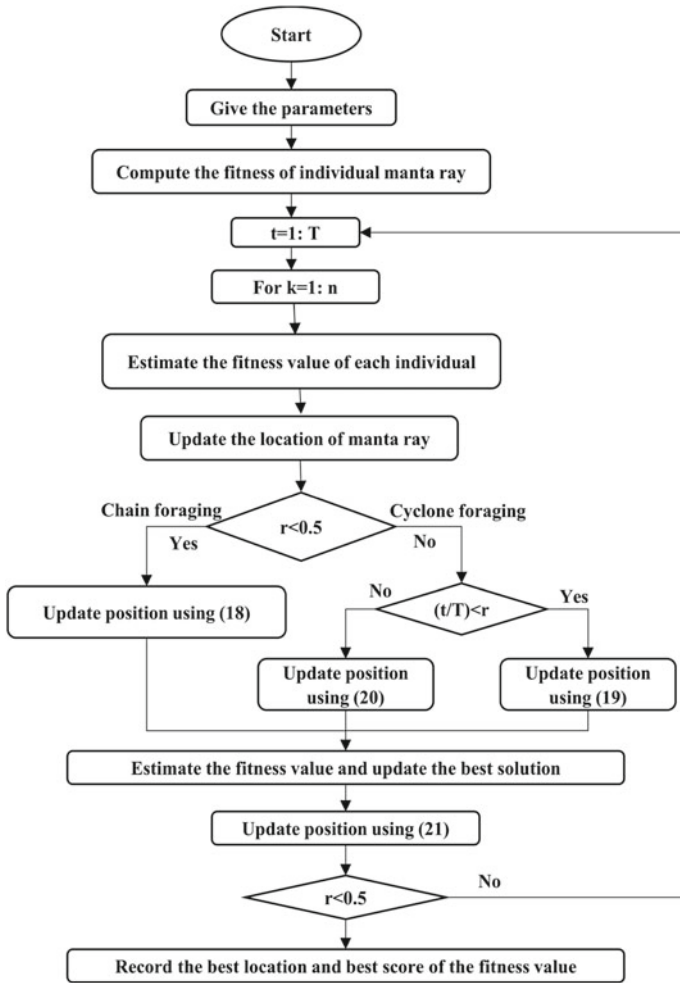 Start
Give the parameters
Compute the fitness of individual manta ray
t=1: T
For k=1: n
Estimate the fitness value of each individual
Update the location of manta ray
Chain foraging
r<0.5
Cyclone foraging
Yes
No
Update position using (18)
No
(t/T)<r
Yes
Update position
using (20)
Update position
using (19)
Estimate the fitness value and update the best solution
Update position using (21)
r<0.5
No
Record the best location and best score of the fitness value